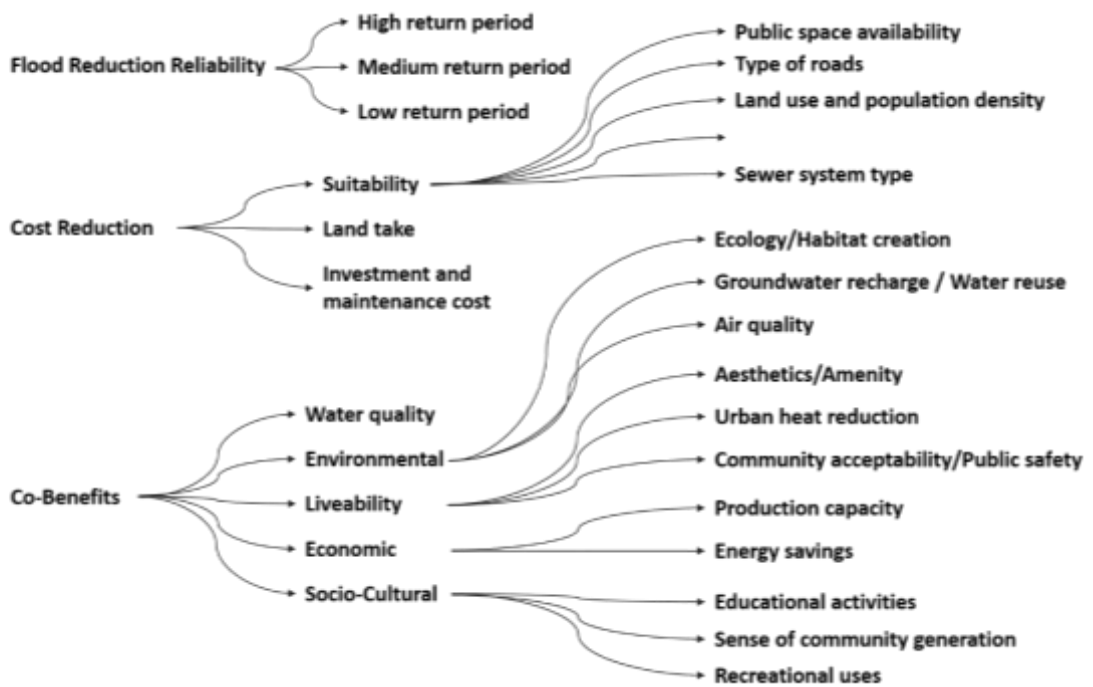 Flood Reduction Reliability
High return period
Medium return period
Low return period
Cost Reduction
Suitability
Land take
Investment and
maintenance cost
Public space availability
Type of roads
Land use and population density
Sewer system type
Co-Benefits
Water quality
Environmental
Liveability
Economic
Socio-Cultural
Ecology/Habitat creation
Groundwater recharge / Water reuse
Air quality
Aesthetics/Amenity
Urban heat reduction
Community acceptability/Public safety
Production capacity
Energy savings
Educational activities
Sense of community generation
Recreational uses